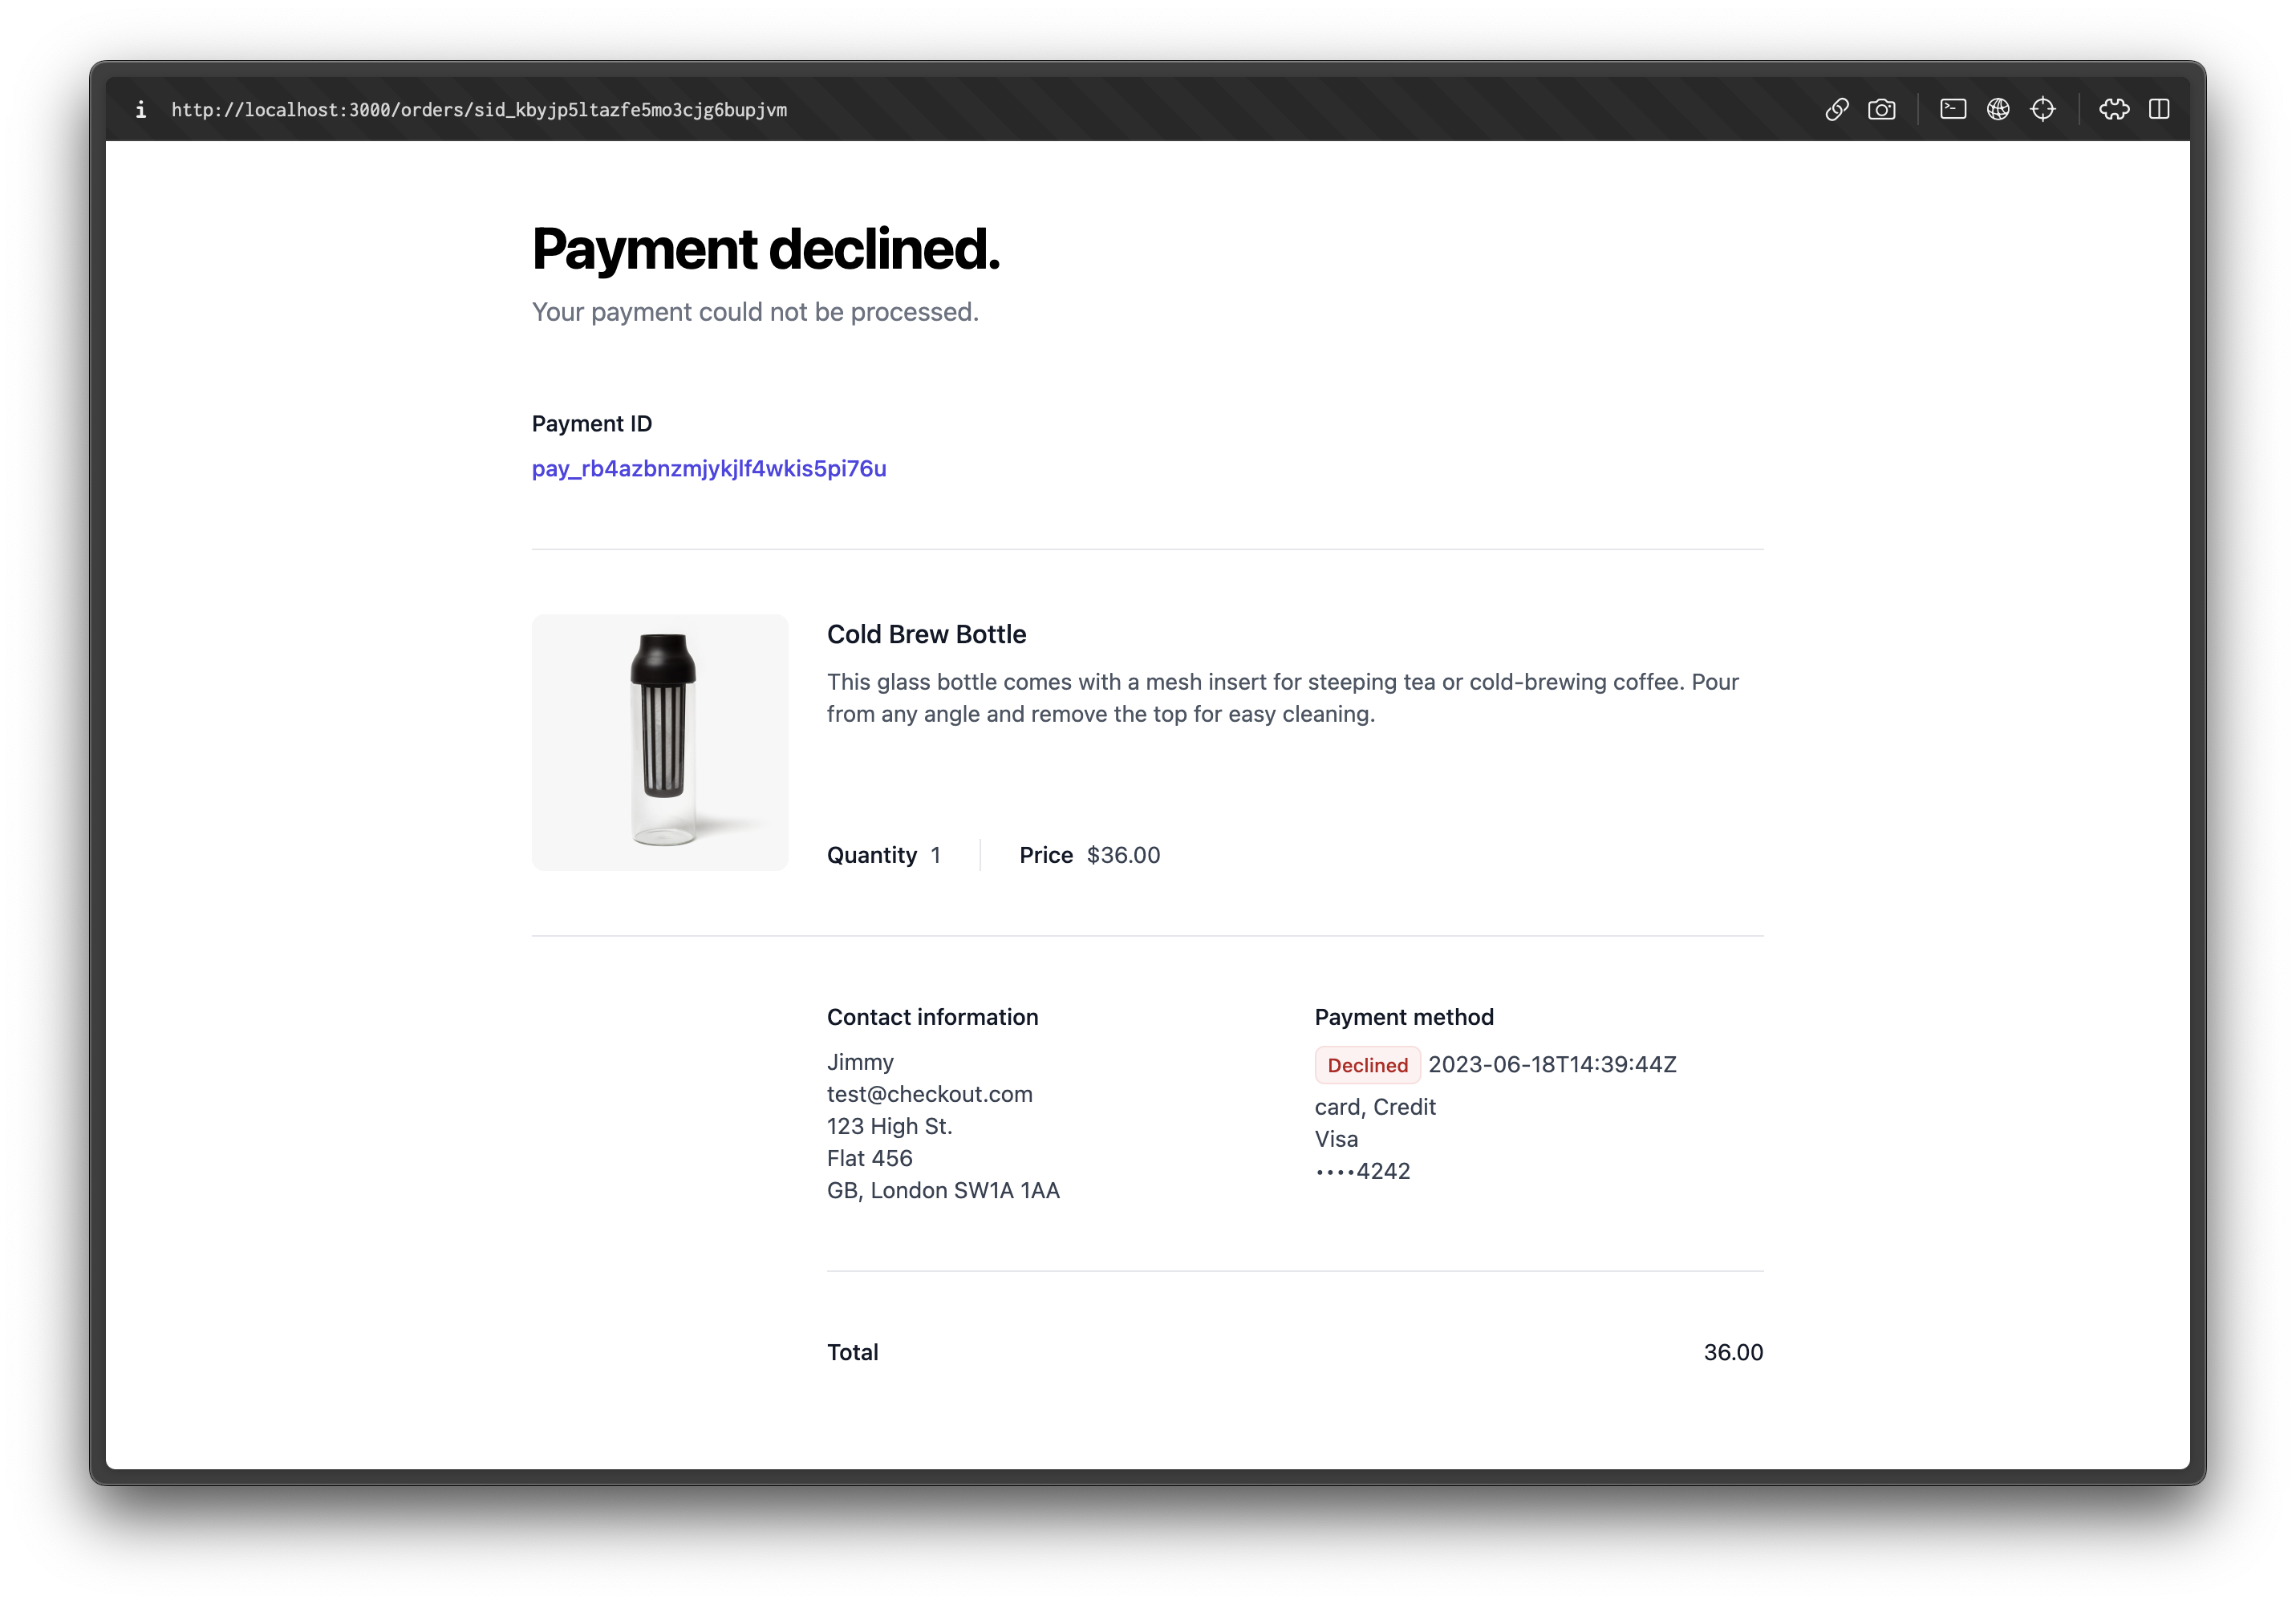 http://localhost:3000/orders/sid_kbyjp5ltazfe5mo3cjg6bupjvm
Payment declined.
Your payment could not be processed.
Payment ID
pay_rb4azbnzmjykjlf4wkis5pi76u
Cold Brew Bottle
This glass bottle comes with a mesh insert for steeping tea or cold-brewing coffee. Pour
from any angle and remove the top for easy cleaning.
Quantity 1 Price $36.00
Contact information
Jimmy
test@checkout.com
123 High St.
Flat 456
GB, London SW1A 1AA
Payment method
Declined 2023-06-18T14:39:44Z
card, Credit
Visa
····4242
Total 36.00